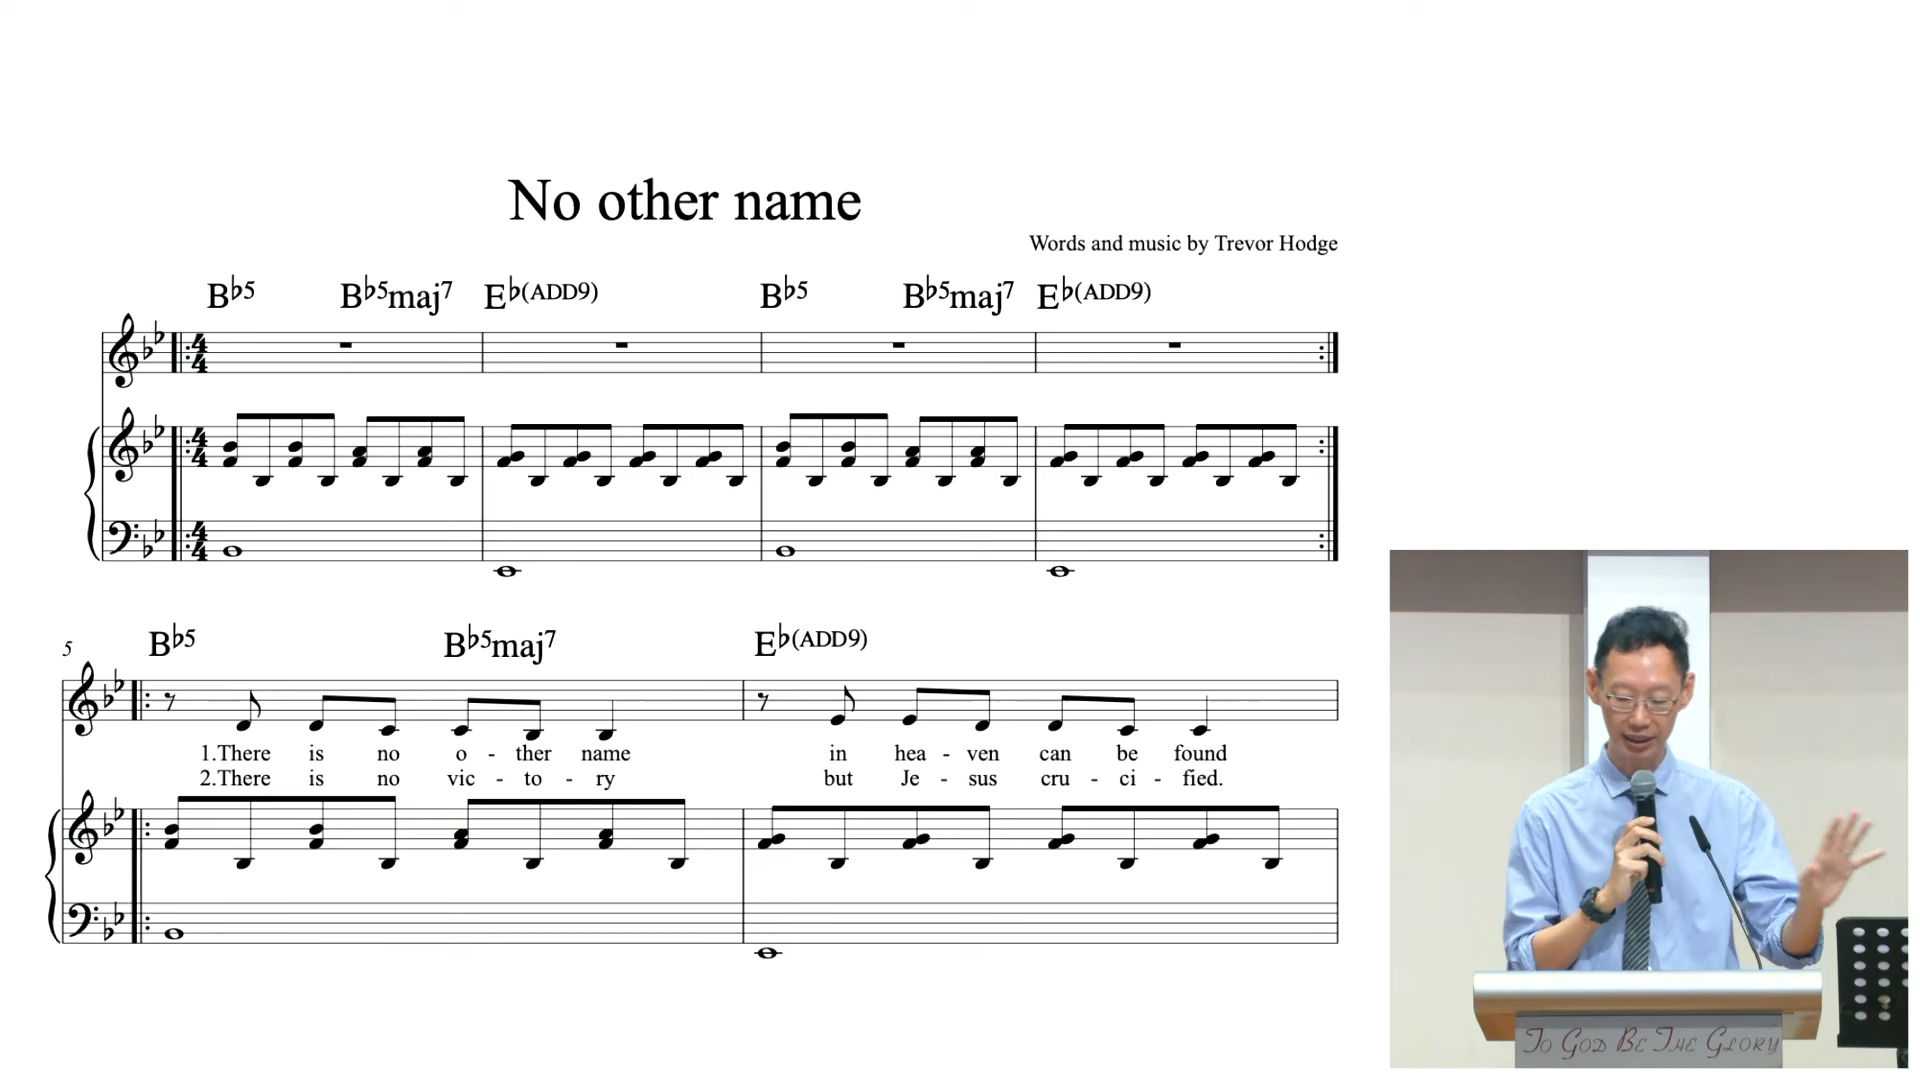 No other name
Words and music by Trevor Hodge
B♭5 B♭5maj7 E♭(ADD9) B♭5 B♭5maj7 E♭(ADD9)
4/4
5
B♭5 B♭5maj7 E♭(ADD9)
1.There is no o - ther name in hea - ven can be found
2.There is no vic - to - ry but Je - sus cru - ci - fied.
To God Be The Glory